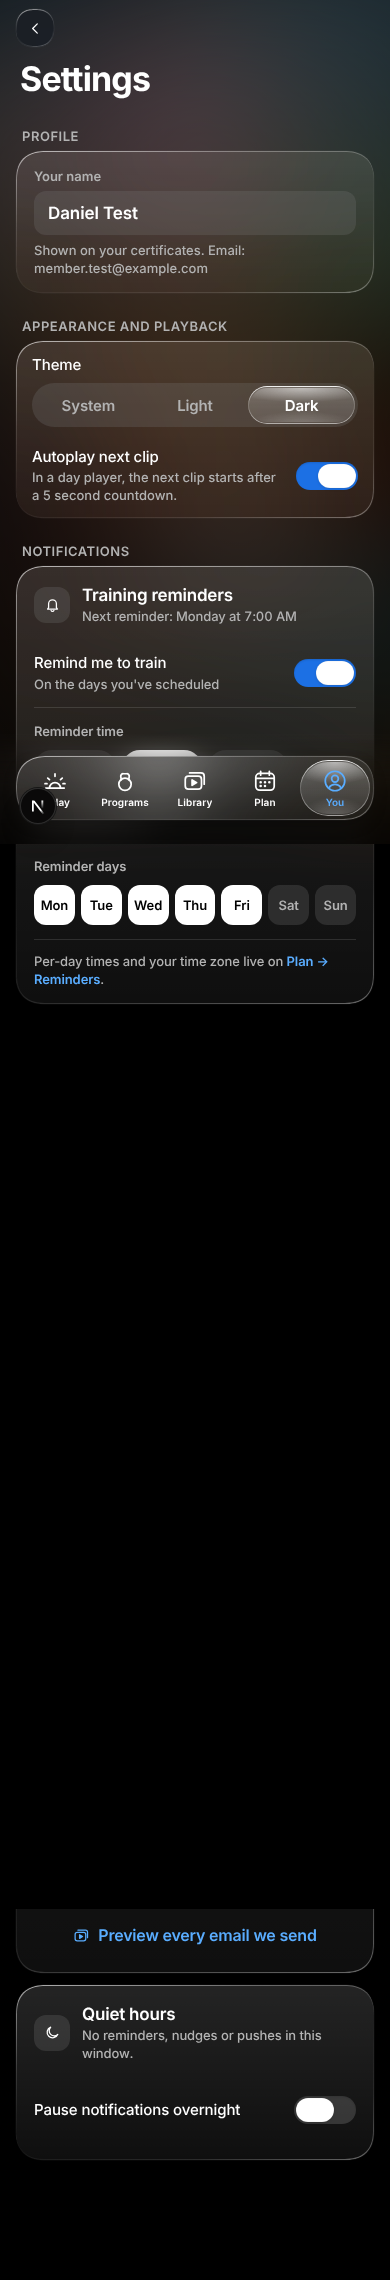 Settings
PROFILE
Your name
Daniel Test
Shown on your certificates. Email:
member.test@example.com
APPEARANCE AND PLAYBACK
Theme
System Light Dark
Autoplay next clip
In a day player, the next clip starts after
a 5 second countdown.
NOTIFICATIONS
Training reminders
Next reminder: Monday at 7:00 AM
Remind me to train
On the days you've scheduled
Reminder time
Programs Library Plan You
Reminder days
Mon Tue Wed Thu Fri Sat Sun
Per-day times and your time zone live on Plan →
Reminders.
Preview every email we send
Quiet hours
No reminders, nudges or pushes in this
window.
Pause notifications overnight